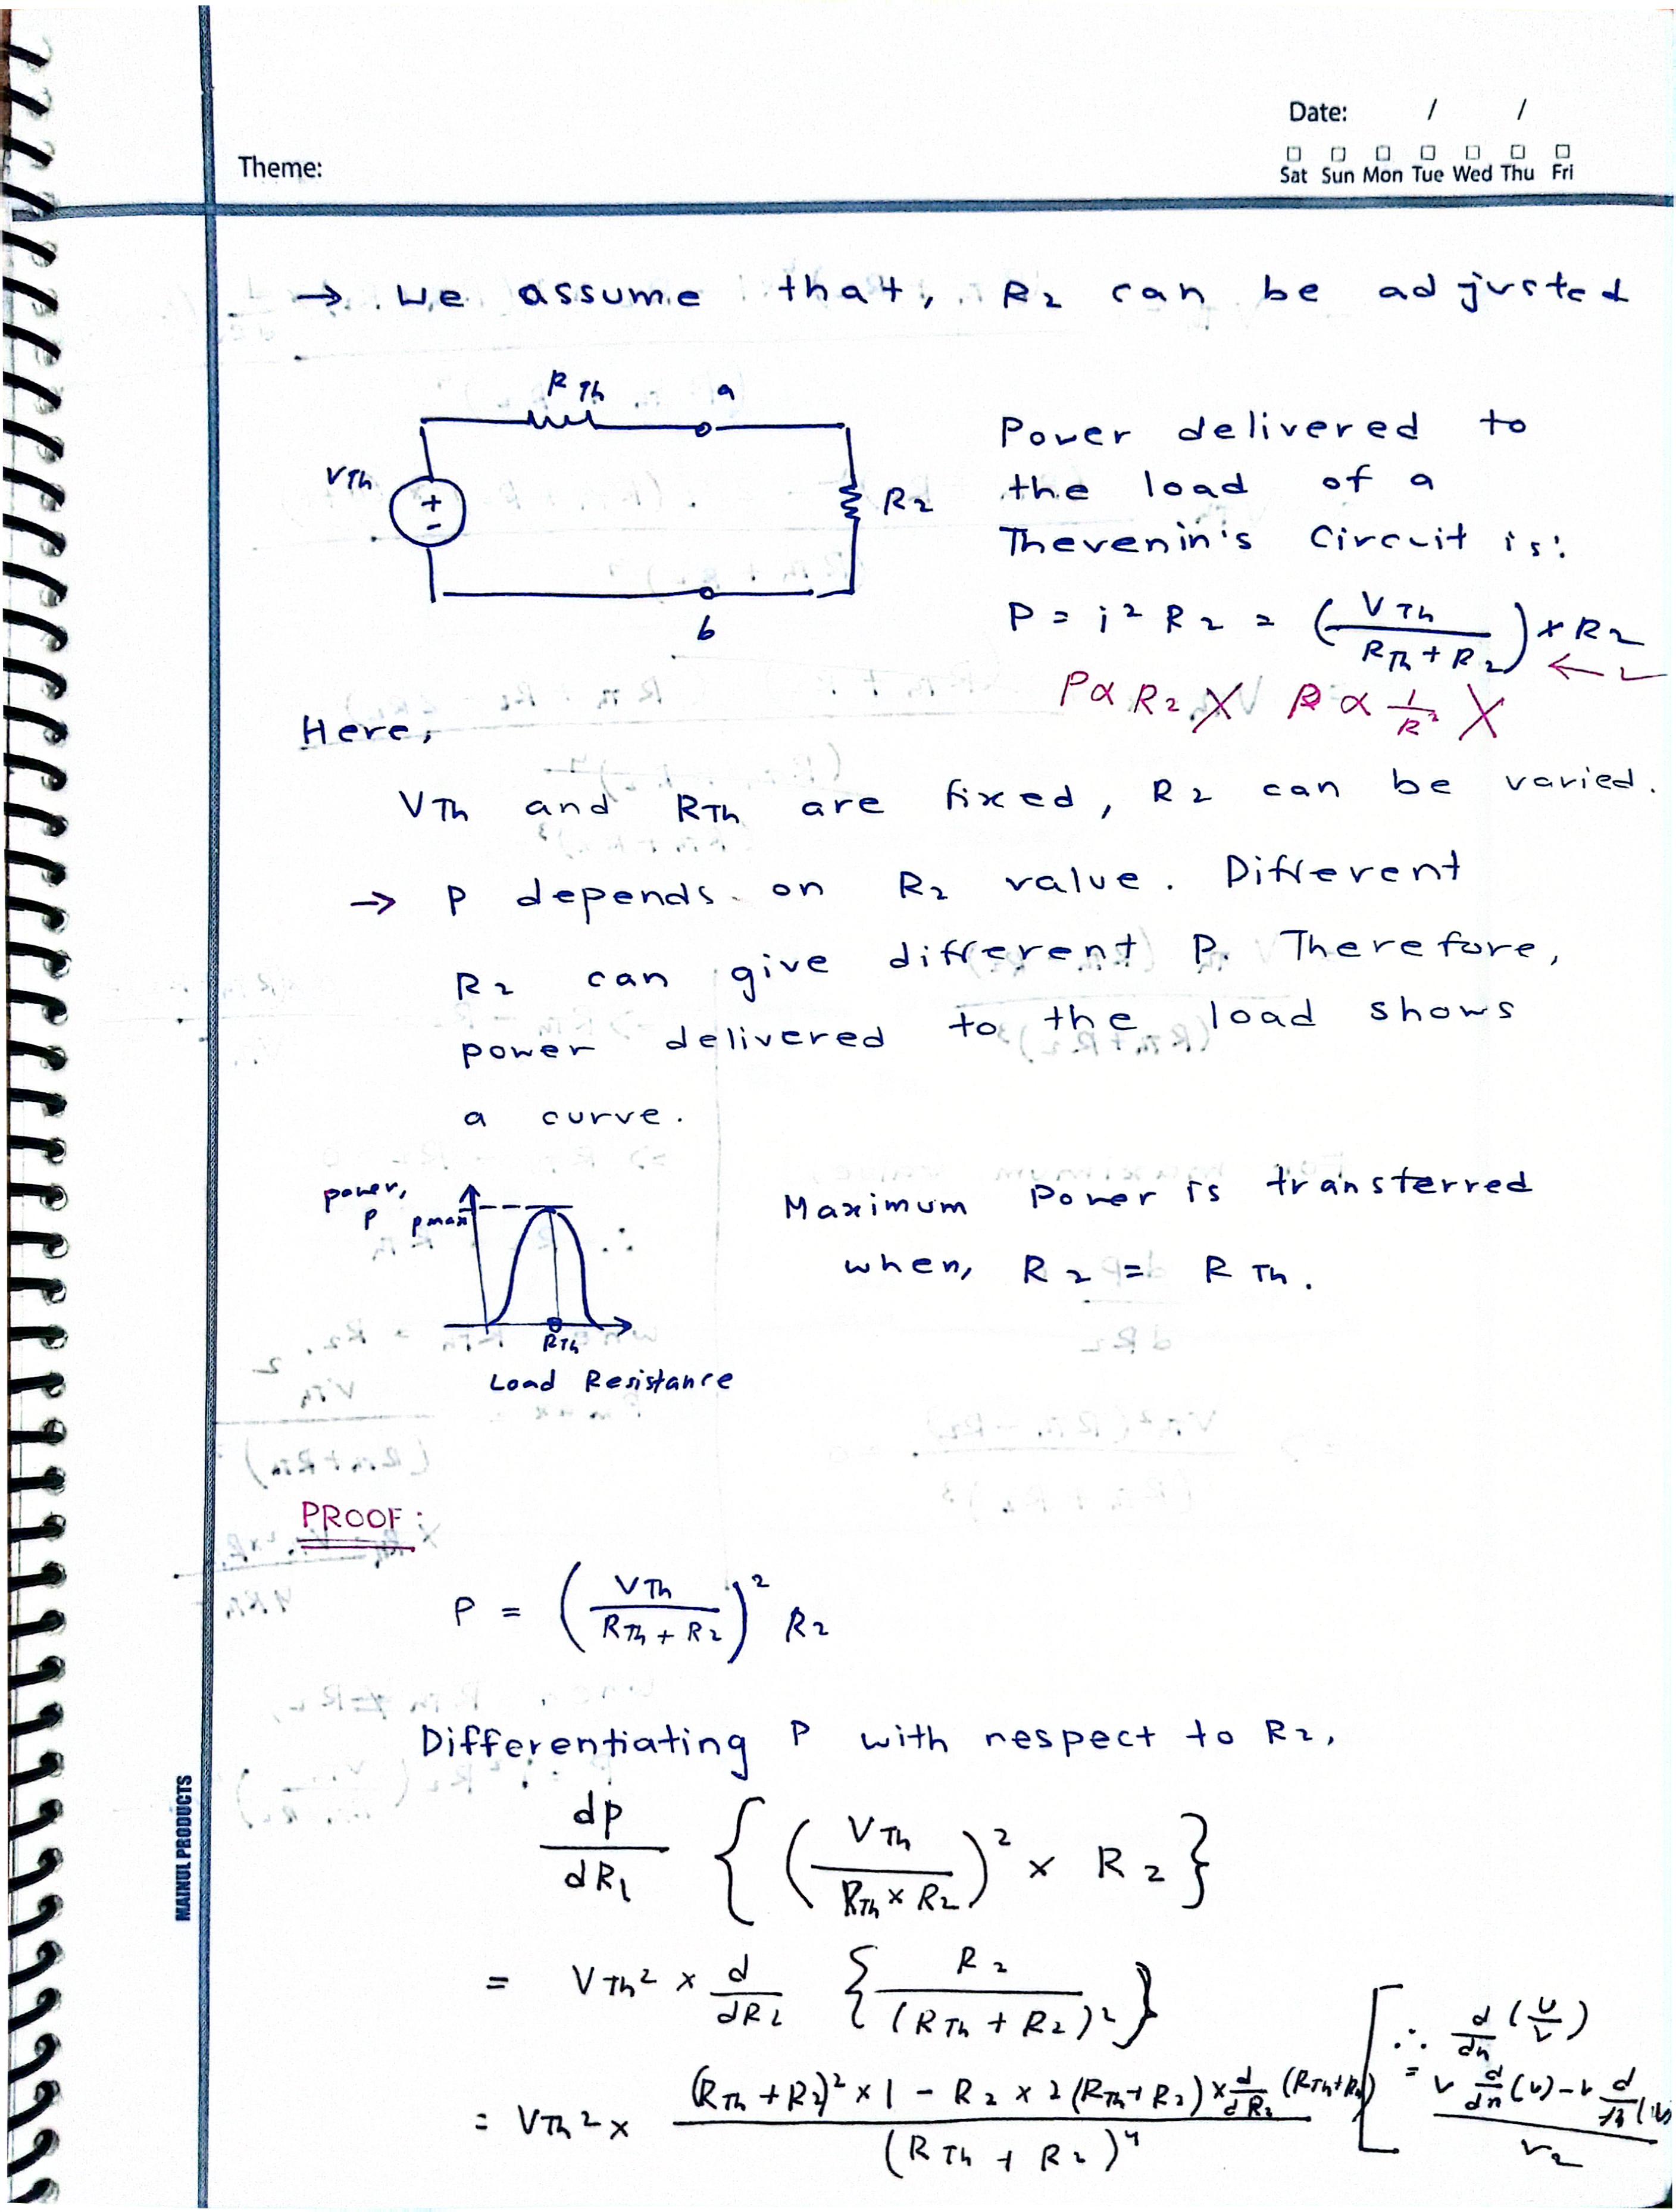 Date: / /
Sat Sun Mon Tue Wed Thu Fri
Theme:
→ We assume that, R2 can be adjusted
RTh a
VTh
+
-
R2
b
Power delivered to
the load of a
Thevenin's Circuit is:
P = i² R2 = (VTh / RTh + R2) × R2
← 2
P∝ R2 X P ∝ 1/R² X
Here,
VTh and RTh are fixed, R2 can be varied.
→ P depends on R2 value. Different
R2 can give different P. Therefore,
power delivered to the load shows
a curve.
power,
P
pmax
RTh
Load Resistance
Maximum Power is transferred
when, R2 = RTh.
PROOF:
P = (VTh / RTh + R2)² R2
Differentiating P with respect to R2,
dp/dRL { (VTh / RTh × R2)² × R2 }
= VTh² × d/dR2 { R2 / (RTh + R2)² }
= VTh² × (RTh + R2)² × 1 - R2 × 2 (RTh + R2) × d/dR2 (RTh+R2) / (RTh + R2)⁴
[ ∴ d/dn (u/v)
MAINUL PRODUCTS